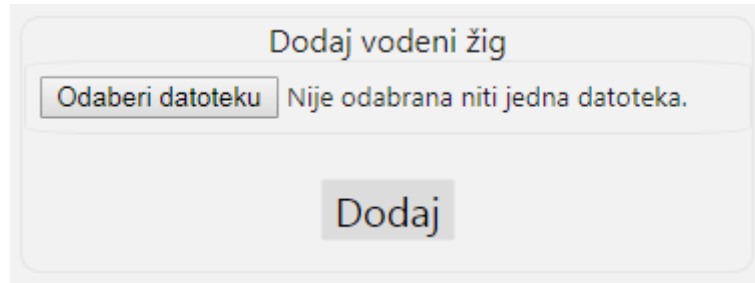 Dodaj vodeni žig
Odaberi datoteku Nije odabrana niti jedna datoteka.
Dodaj